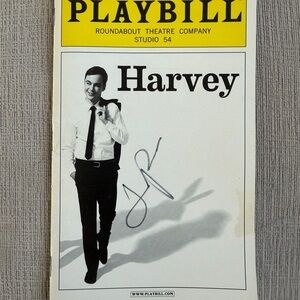 PLAYBILL
ROUNDABOUT THEATRE COMPANY
STUDIO 54
Harvey
WWW.PLAYBILL.COM